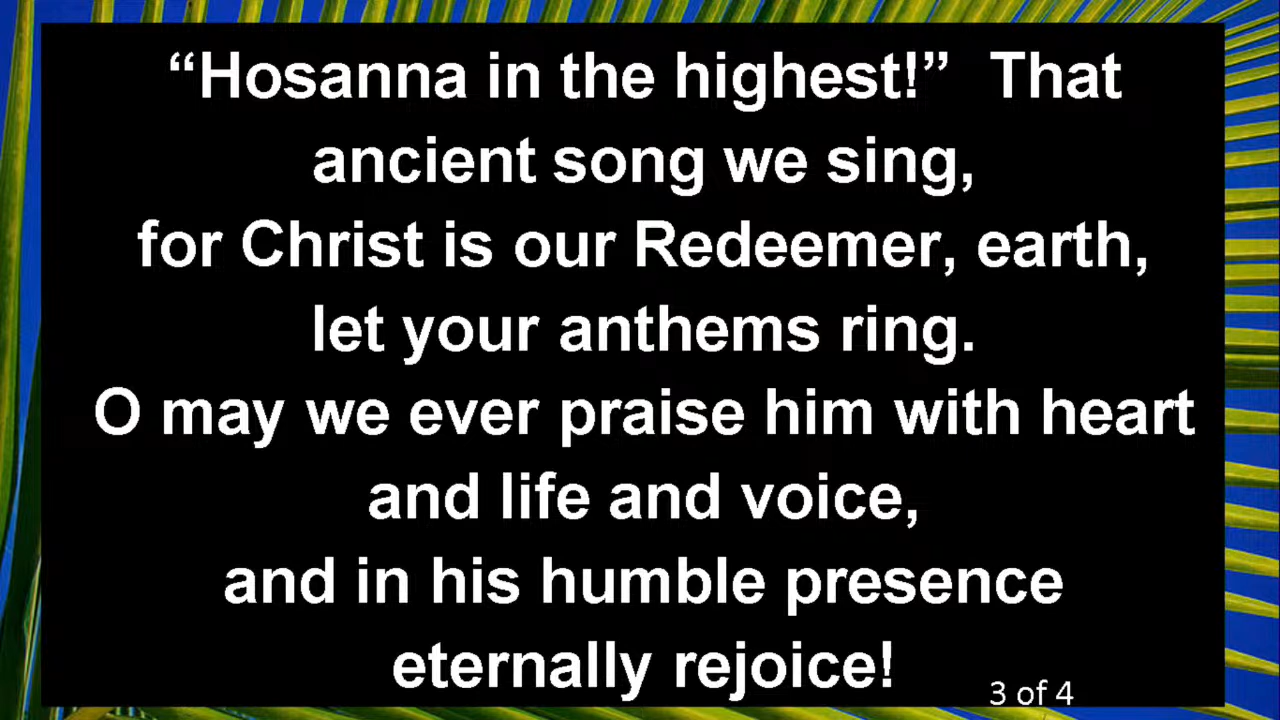 “Hosanna in the highest!”  That
ancient song we sing,
for Christ is our Redeemer, earth,
let your anthems ring.
O may we ever praise him with heart
and life and voice,
and in his humble presence
eternally rejoice!
3 of 4